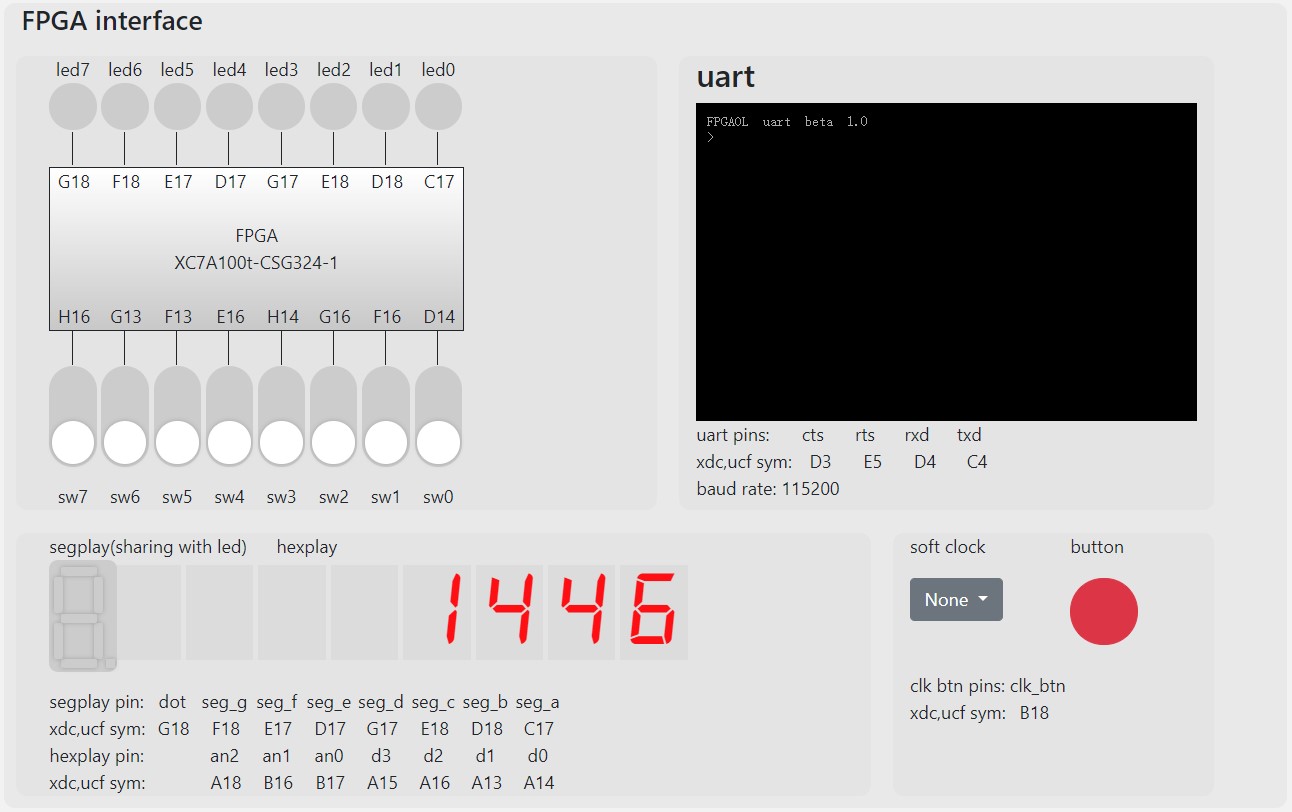 FPGA interface
led7 led6 led5 led4 led3 led2 led1 led0
G18 F18 E17 D17 G17 E18 D18 C17
FPGA
XC7A100t-CSG324-1
H16 G13 F13 E16 H14 G16 F16 D14
sw7 sw6 sw5 sw4 sw3 sw2 sw1 sw0
uart
FPGAOL uart beta 1.0
>
uart pins: cts rts rxd txd
xdc,ucf sym: D3 E5 D4 C4
baud rate: 115200
segplay(sharing with led) hexplay
1446
segplay pin: dot seg_g seg_f seg_e seg_d seg_c seg_b seg_a
xdc,ucf sym: G18 F18 E17 D17 G17 E18 D18 C17
hexplay pin: an2 an1 an0 d3 d2 d1 d0
xdc,ucf sym: A18 B16 B17 A15 A16 A13 A14
soft clock button
None
clk btn pins: clk_btn
xdc,ucf sym: B18